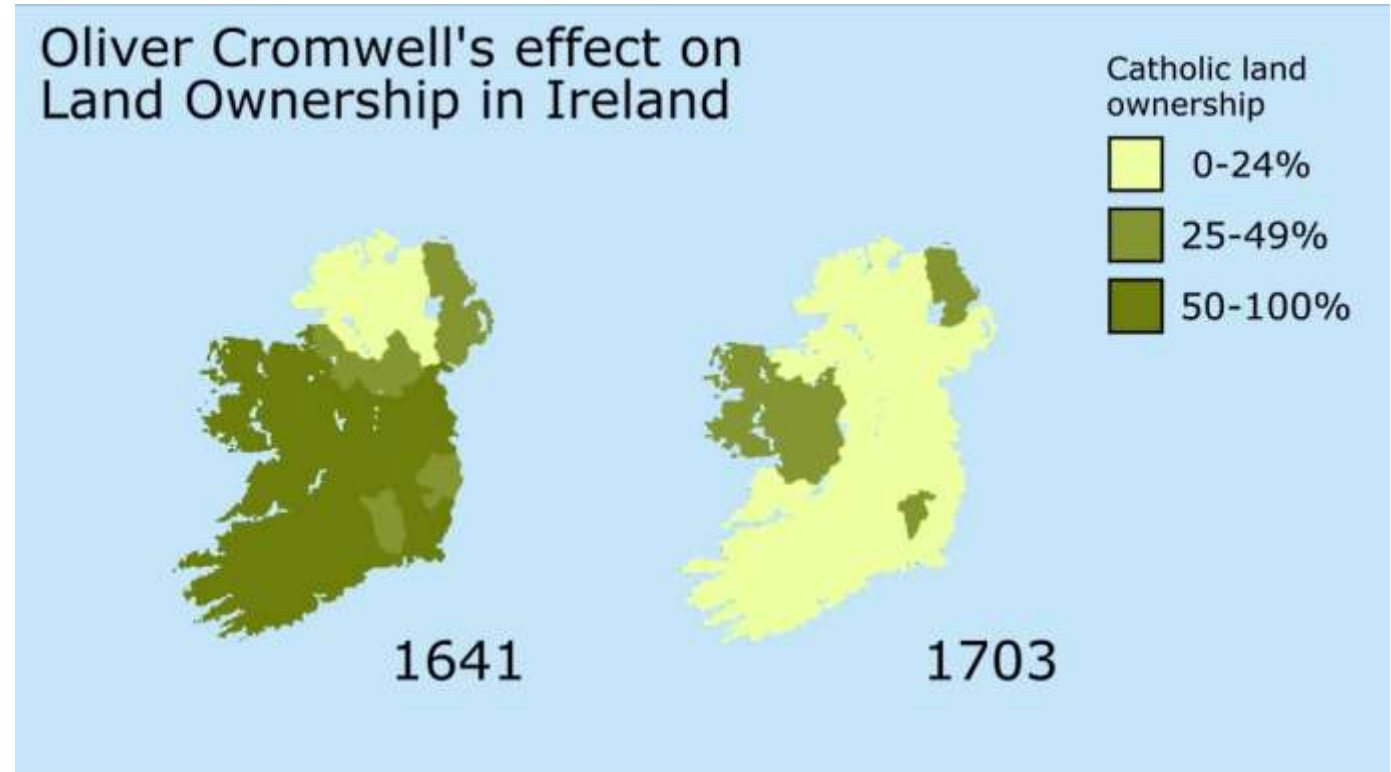 Oliver Cromwell's effect on
Land Ownership in Ireland
Catholic land
ownership
0-24%
25-49%
50-100%
1641
1703